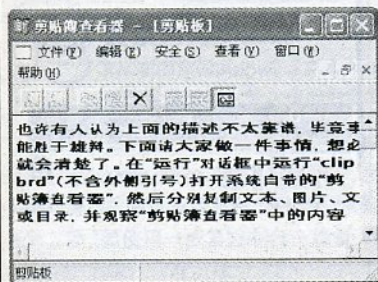 剪贴簿查看器 - [剪贴板]
文件(F) 编辑(E) 安全(S) 查看(V) 窗口(W)
帮助(H)
也许有人认为上面的描述不太靠谱，毕竟事
能胜于雄辩。下面请大家做一件事情，想必
就会清楚了。在“运行”对话框中运行“clip
brd”(不含外侧引号)打开系统自带的“剪
贴簿查看器”，然后分别复制文本、图片、文
或目录，并观察“剪贴簿查看器”中的内容
剪贴板